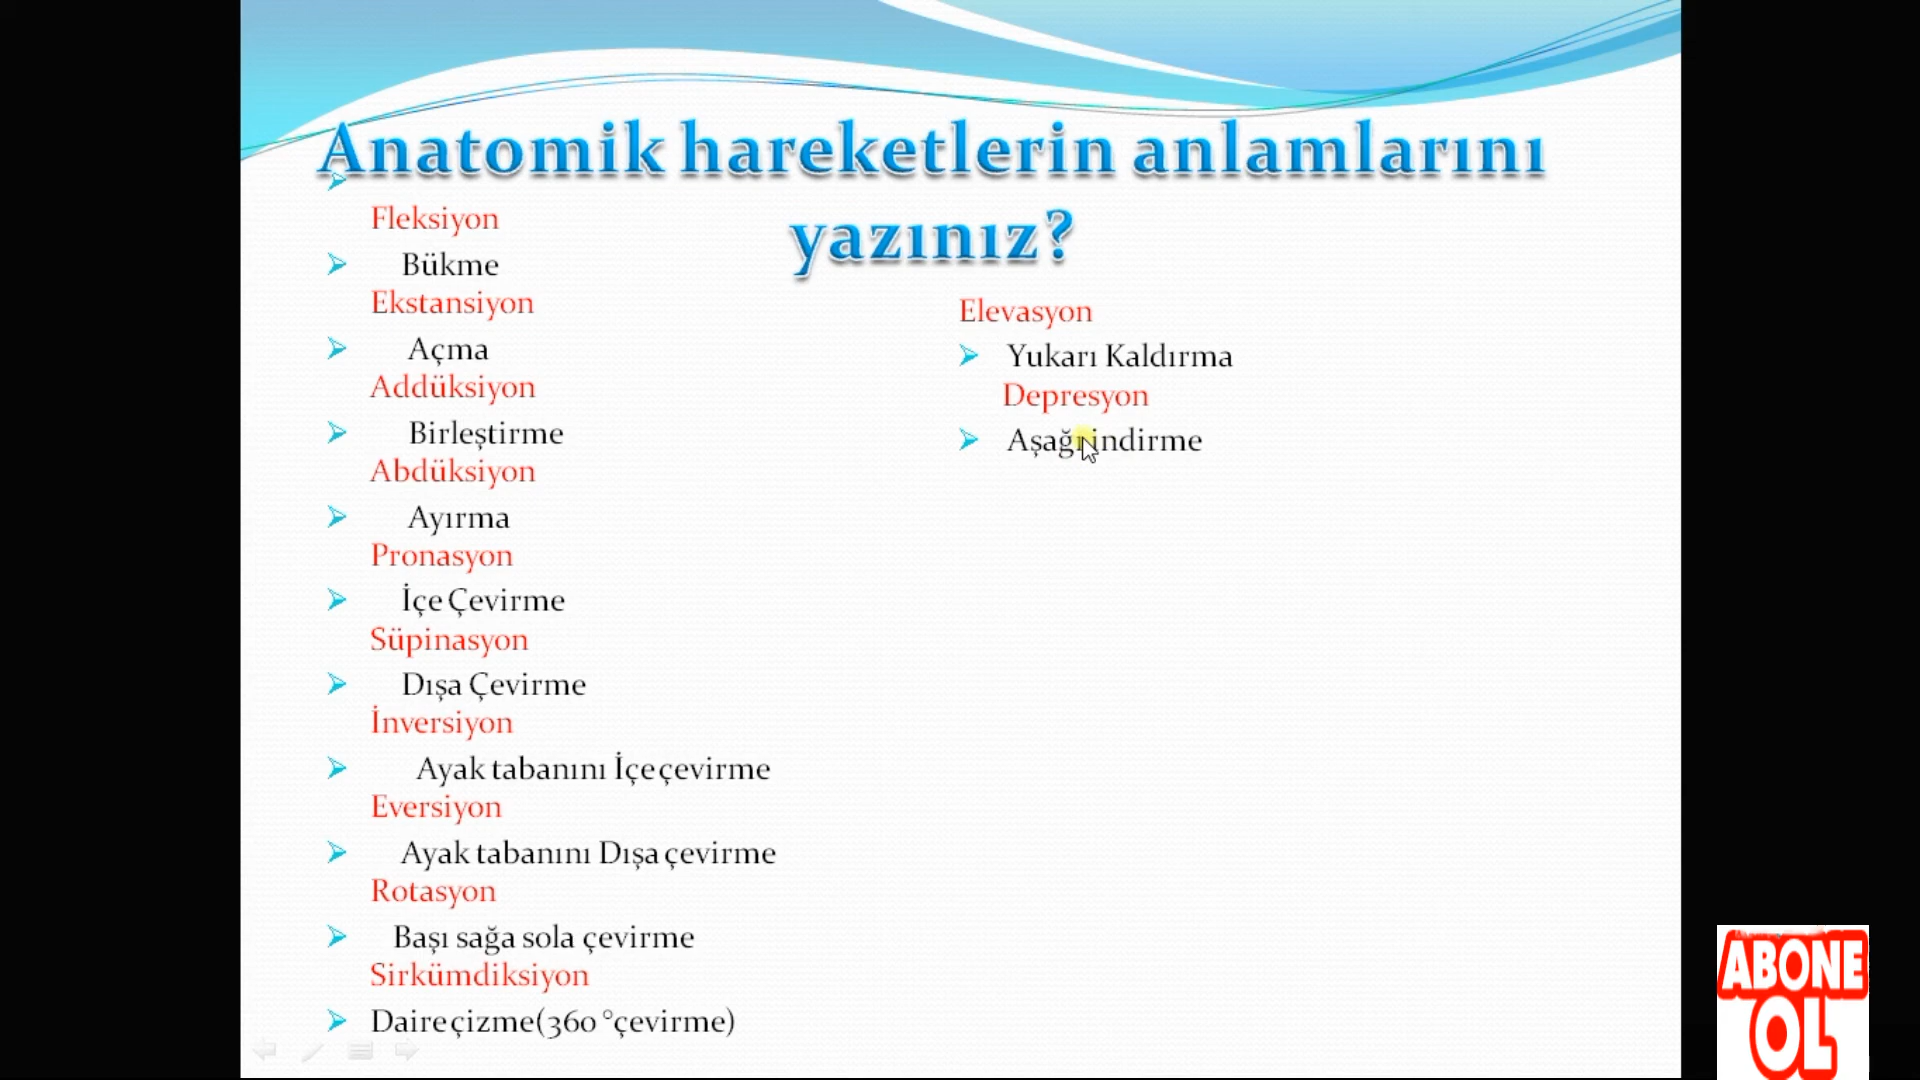 Anatomik hareketlerin anlamlarını
yazınız?
Fleksiyon
Bükme
Ekstansiyon
Açma
Addüksiyon
Birleştirme
Abdüksiyon
Ayırma
Pronasyon
İçe Çevirme
Süpinasyon
Dışa Çevirme
İnversiyon
Ayak tabanını İçe çevirme
Eversiyon
Ayak tabanını Dışa çevirme
Rotasyon
Başı sağa sola çevirme
Sirkümdiksiyon
Daire çizme(360 °çevirme)
Elevasyon
Yukarı Kaldırma
Depresyon
Aşağı indirme
ABONE
OL